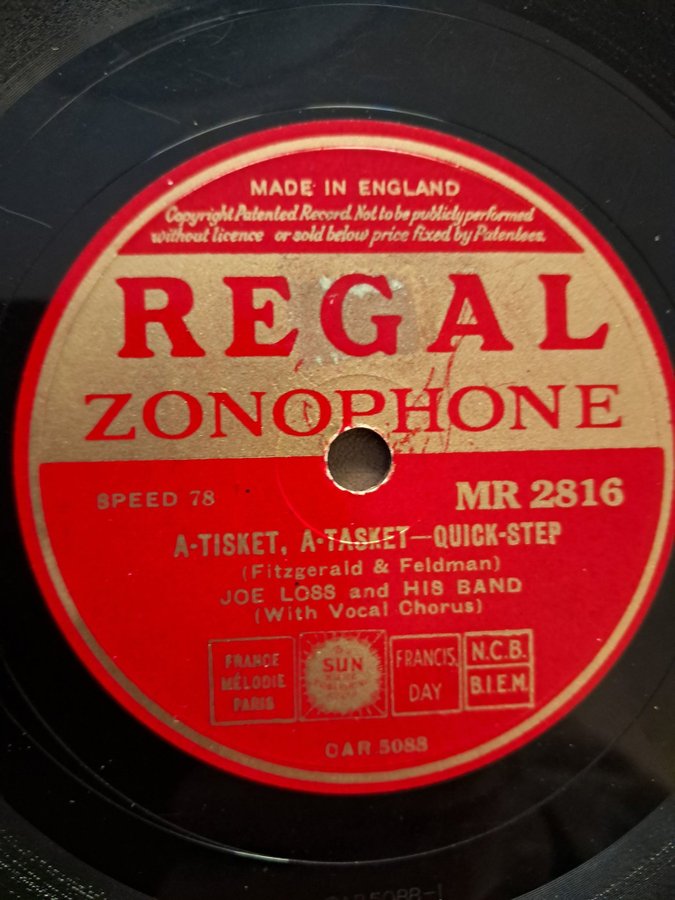 MADE IN ENGLAND
Copyright Patented Record. Not to be publicly performed
without licence or sold below price fixed by Patentees.
REGAL
ZONOPHONE
SPEED 78
MR 2816
A-TISKET, A-TASKET—QUICK-STEP
(Fitzgerald & Feldman)
JOE LOSS and HIS BAND
(With Vocal Chorus)
FRANCE
MÉLODIE
PARIS
SUN
FRANCIS,
DAY
N.C.B.
B.I.E.M.
CAR 5088